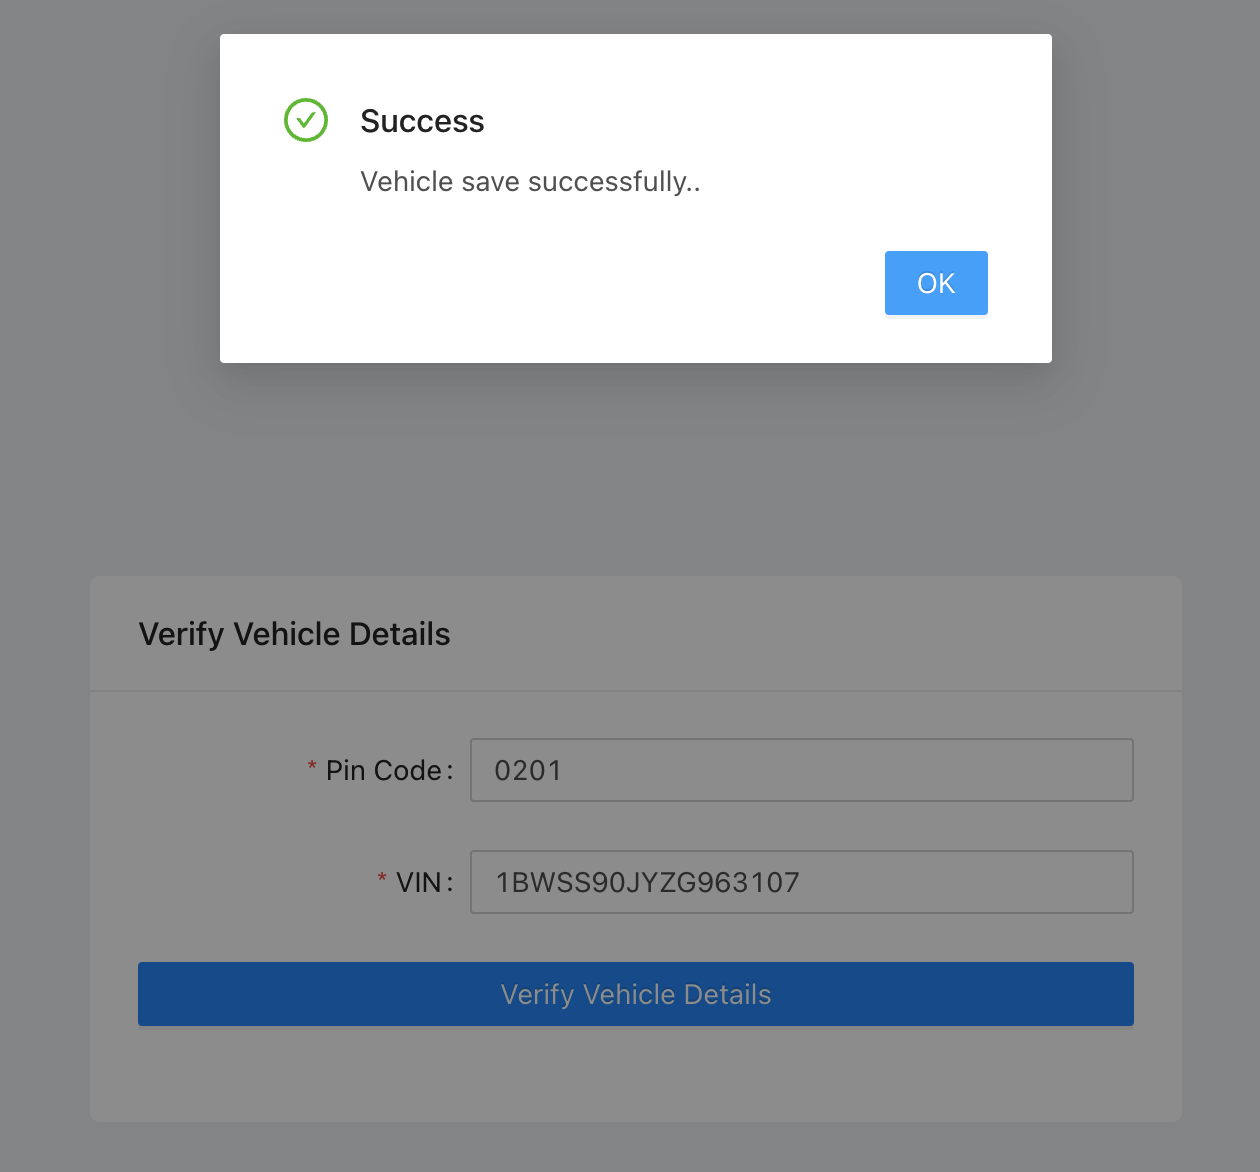 Success
Vehicle save successfully..
OK
Verify Vehicle Details
* Pin Code: 0201
* VIN: 1BWSS90JYZG963107
Verify Vehicle Details